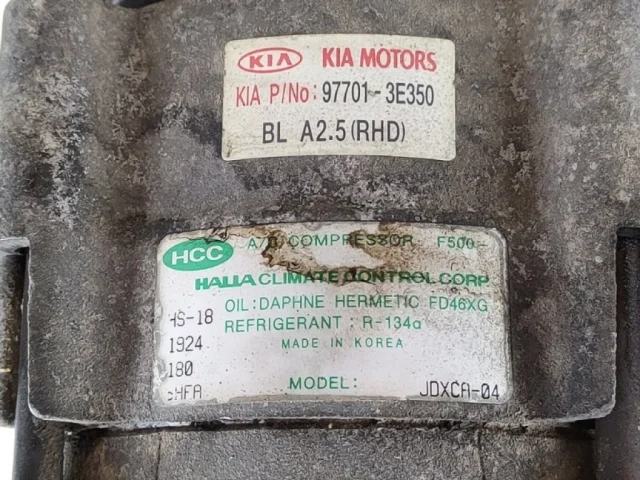 KIA KIA MOTORS
KIA P/No: 97701-3E350
BL A2.5(RHD)
HCC A/C COMPRESSOR F500-
HALLA CLIMATE CONTROL CORP
OIL:DAPHNE HERMETIC FD46XG
HS-18
REFRIGERANT : R-134a
1924
MADE IN KOREA
180
MODEL: JDXCA-04